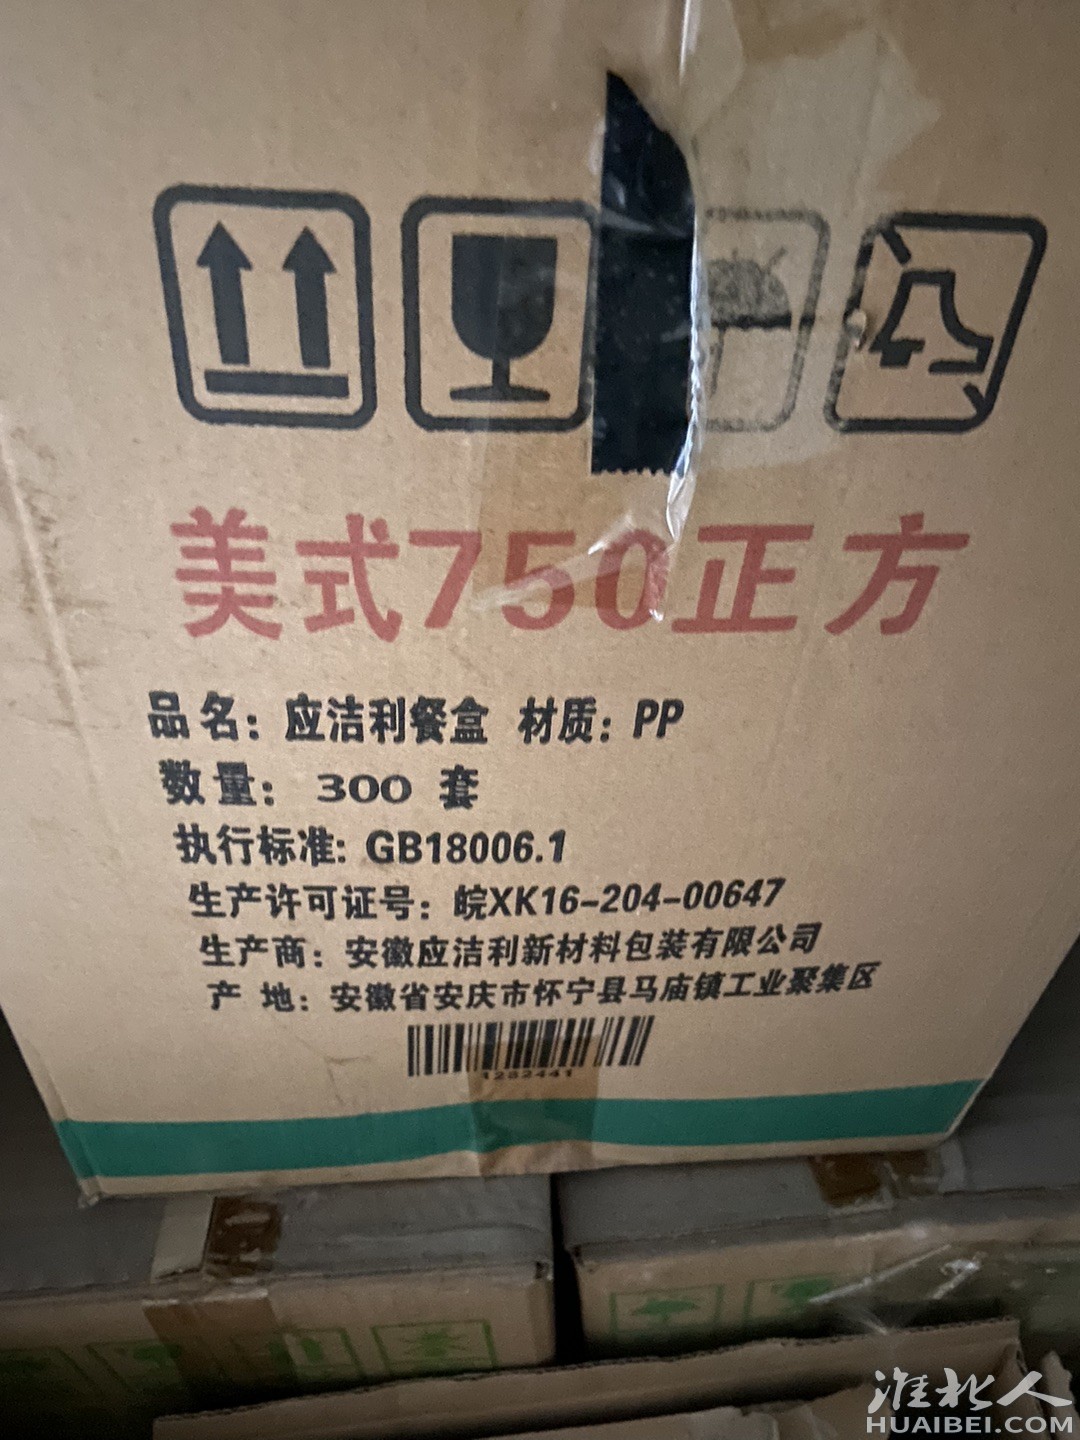 美式750正方
品名：应洁利餐盒 材质：PP
数量： 300 套
执行标准: GB18006.1
生产许可证号：皖XK16-204-00647
生产商：安徽应洁利新材料包装有限公司
产 地：安徽省安庆市怀宁县马庙镇工业聚集区
1282441
淮北人
HUAIBEI.COM